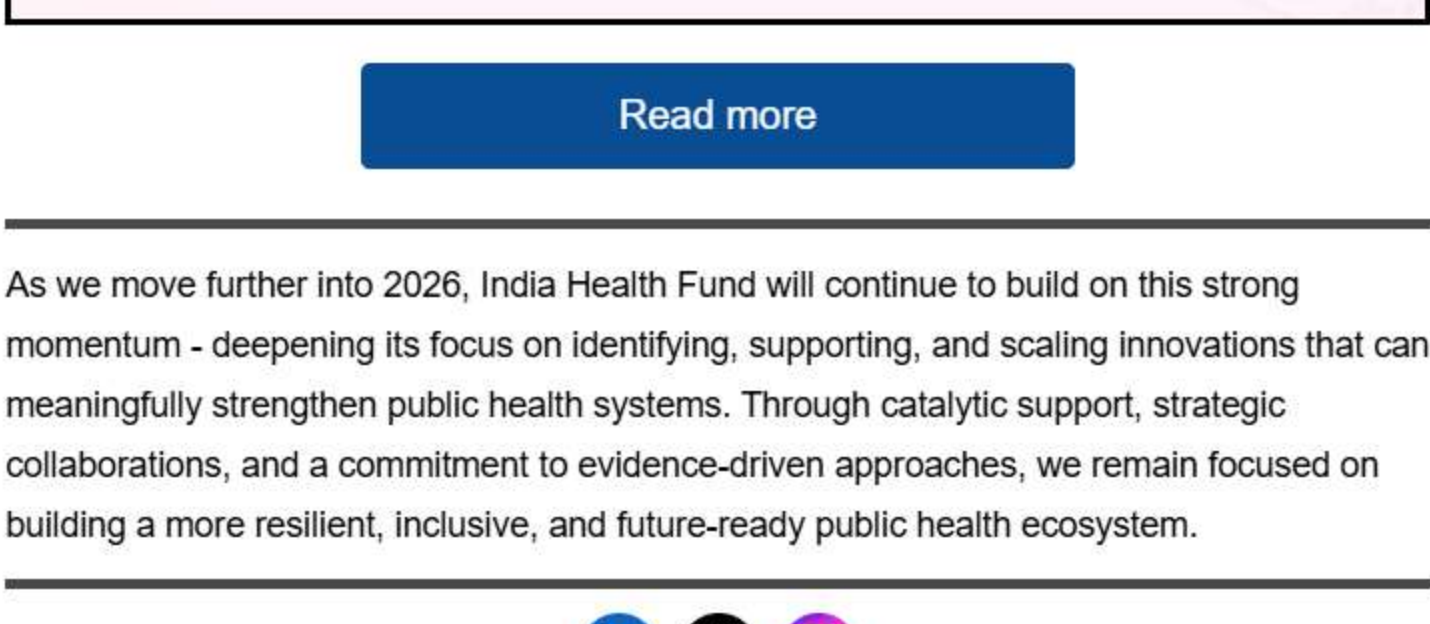 Read more
As we move further into 2026, India Health Fund will continue to build on this strong
momentum - deepening its focus on identifying, supporting, and scaling innovations that can
meaningfully strengthen public health systems. Through catalytic support, strategic
collaborations, and a commitment to evidence-driven approaches, we remain focused on
building a more resilient, inclusive, and future-ready public health ecosystem.